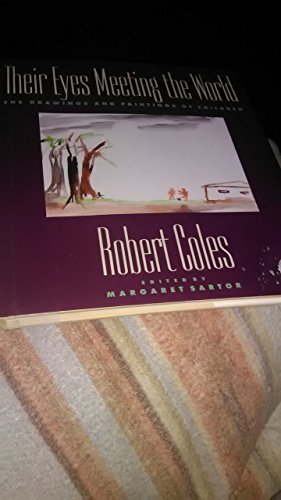 Their Eyes Meeting the World
THE DRAWINGS AND PAINTINGS OF CHILDREN
Robert Coles
EDITED BY
MARGARET SARTOR